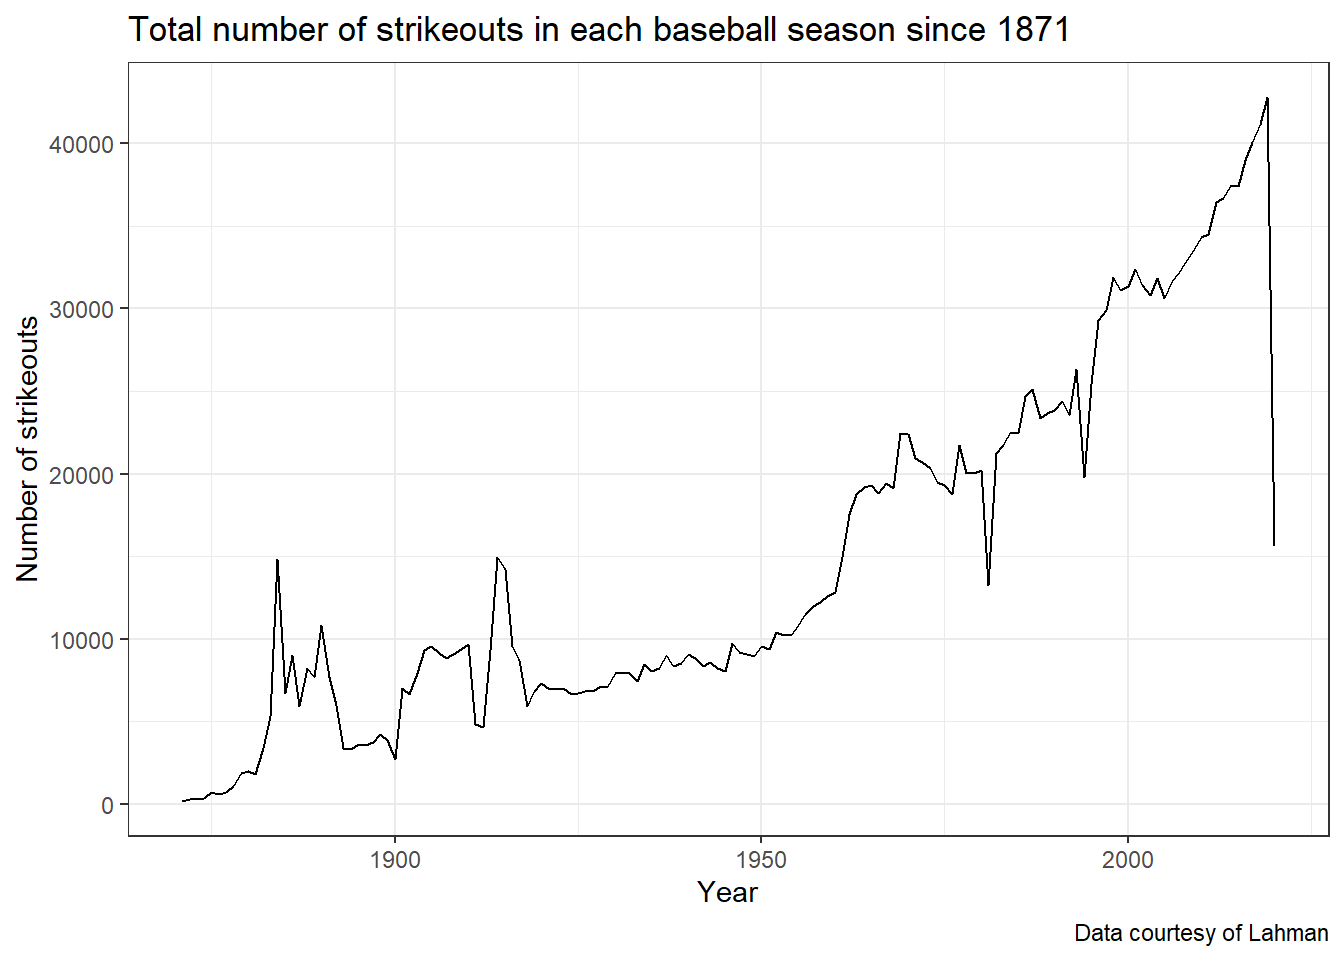 Total number of strikeouts in each baseball season since 1871
Number of strikeouts
40000
30000
20000
10000
0
1900 1950 2000
Year
Data courtesy of Lahman